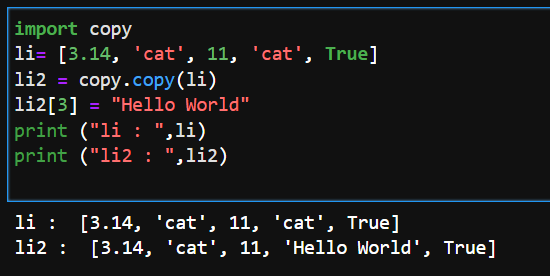 import copy
li= [3.14, 'cat', 11, 'cat', True]
li2 = copy.copy(li)
li2[3] = "Hello World"
print ("li : ",li)
print ("li2 : ",li2)
li :  [3.14, 'cat', 11, 'cat', True]
li2 :  [3.14, 'cat', 11, 'Hello World', True]